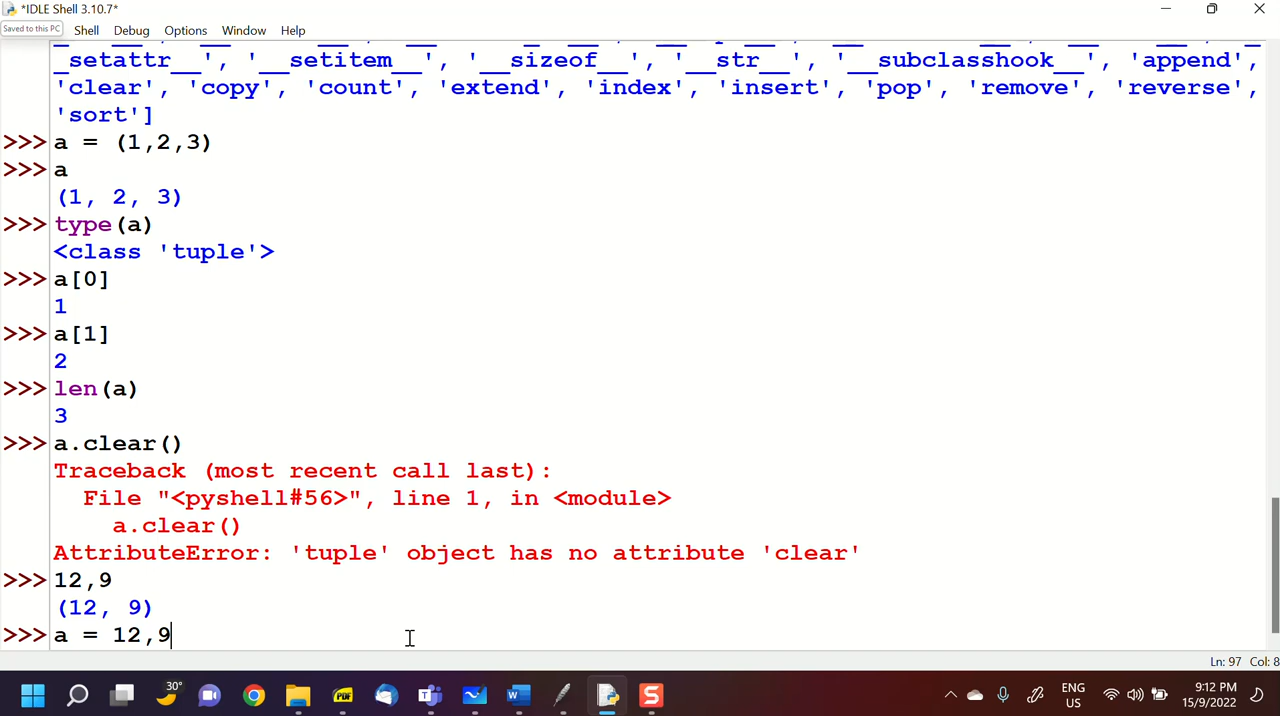 *IDLE Shell 3.10.7*
Saved to this PC Shell Debug Options Window Help
_setattr__', '__setitem__', '__sizeof__', '__str__', '__subclasshook__', 'append',
'clear', 'copy', 'count', 'extend', 'index', 'insert', 'pop', 'remove', 'reverse',
'sort']
>>> a = (1,2,3)
>>> a
(1, 2, 3)
>>> type(a)
<class 'tuple'>
>>> a[0]
1
>>> a[1]
2
>>> len(a)
3
>>> a.clear()
Traceback (most recent call last):
File "<pyshell#56>", line 1, in <module>
a.clear()
AttributeError: 'tuple' object has no attribute 'clear'
>>> 12,9
(12, 9)
>>> a = 12,9
Ln: 97 Col: 8
30°
PDF
ENG
US
9:12 PM
15/9/2022